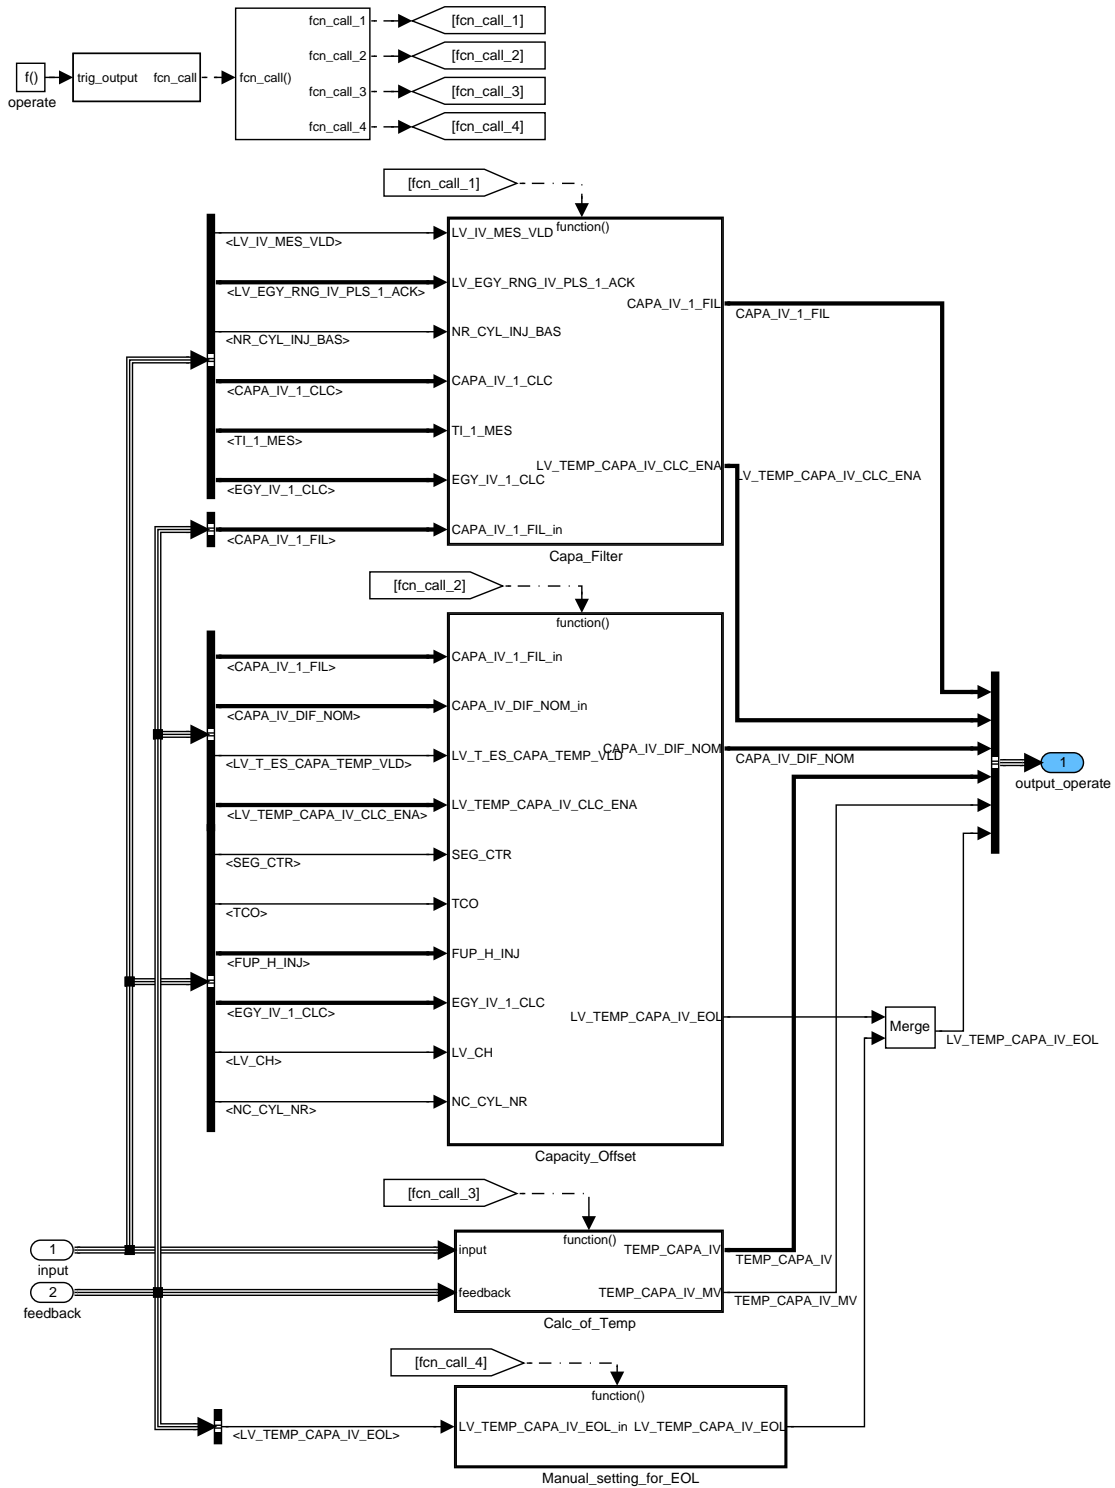 fcn_call_1
[fcn_call_1]
fcn_call_2
[fcn_call_2]
f()
trig_output
fcn_call
fcn_call()
operate
fcn_call_3
[fcn_call_3]
fcn_call_4
[fcn_call_4]
[fcn_call_1]
function()
<LV_IV_MES_VLD>
LV_IV_MES_VLD
<LV_EGY_RNG_IV_PLS_1_ACK>
LV_EGY_RNG_IV_PLS_1_ACK
CAPA_IV_1_FIL
CAPA_IV_1_FIL
<NR_CYL_INJ_BAS>
NR_CYL_INJ_BAS
<CAPA_IV_1_CLC>
CAPA_IV_1_CLC
<TI_1_MES>
TI_1_MES
LV_TEMP_CAPA_IV_CLC_ENA
LV_TEMP_CAPA_IV_CLC_ENA
<EGY_IV_1_CLC>
EGY_IV_1_CLC
<CAPA_IV_1_FIL>
CAPA_IV_1_FIL_in
Capa_Filter
[fcn_call_2]
function()
<CAPA_IV_1_FIL>
CAPA_IV_1_FIL_in
<CAPA_IV_DIF_NOM>
CAPA_IV_DIF_NOM_in
<LV_T_ES_CAPA_TEMP_VLD>
LV_T_ES_CAPA_TEMP_VLD
CAPA_IV_DIF_NOM
CAPA_IV_DIF_NOM
1
output_operate
<LV_TEMP_CAPA_IV_CLC_ENA>
LV_TEMP_CAPA_IV_CLC_ENA
<SEG_CTR>
SEG_CTR
<TCO>
TCO
<FUP_H_INJ>
FUP_H_INJ
<EGY_IV_1_CLC>
EGY_IV_1_CLC
LV_TEMP_CAPA_IV_EOL
Merge
LV_TEMP_CAPA_IV_EOL
<LV_CH>
LV_CH
<NC_CYL_NR>
NC_CYL_NR
Capacity_Offset
[fcn_call_3]
function()
1
input
input
TEMP_CAPA_IV
TEMP_CAPA_IV
2
feedback
feedback
TEMP_CAPA_IV_MV
TEMP_CAPA_IV_MV
Calc_of_Temp
[fcn_call_4]
function()
<LV_TEMP_CAPA_IV_EOL>
LV_TEMP_CAPA_IV_EOL_in
LV_TEMP_CAPA_IV_EOL
Manual_setting_for_EOL